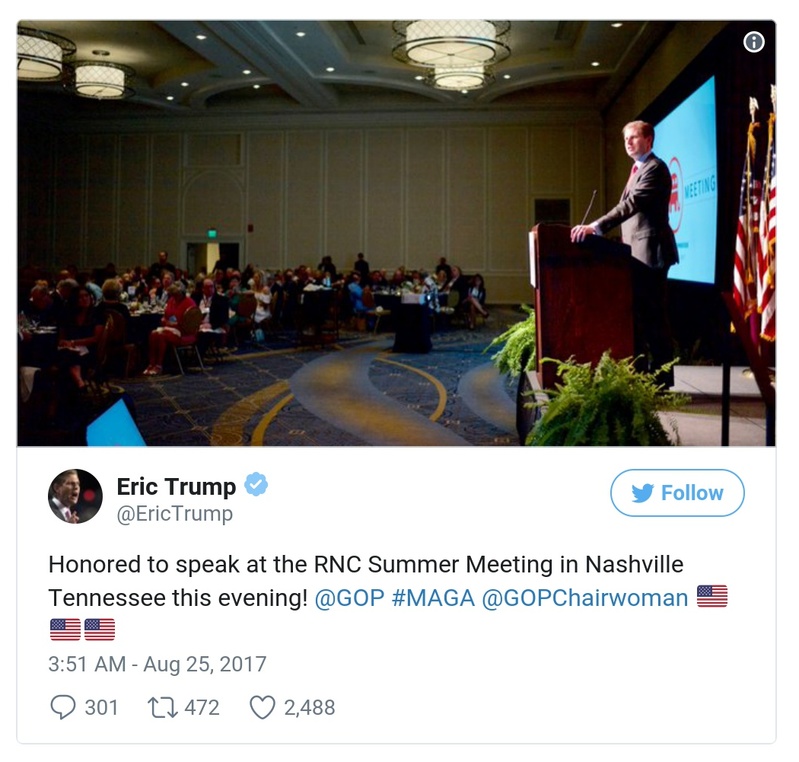 MEETING
Eric Trump
@EricTrump
Follow
Honored to speak at the RNC Summer Meeting in Nashville
Tennessee this evening! @GOP #MAGA @GOPChairwoman 🇺🇸
🇺🇸🇺🇸
3:51 AM - Aug 25, 2017
301 472 2,488